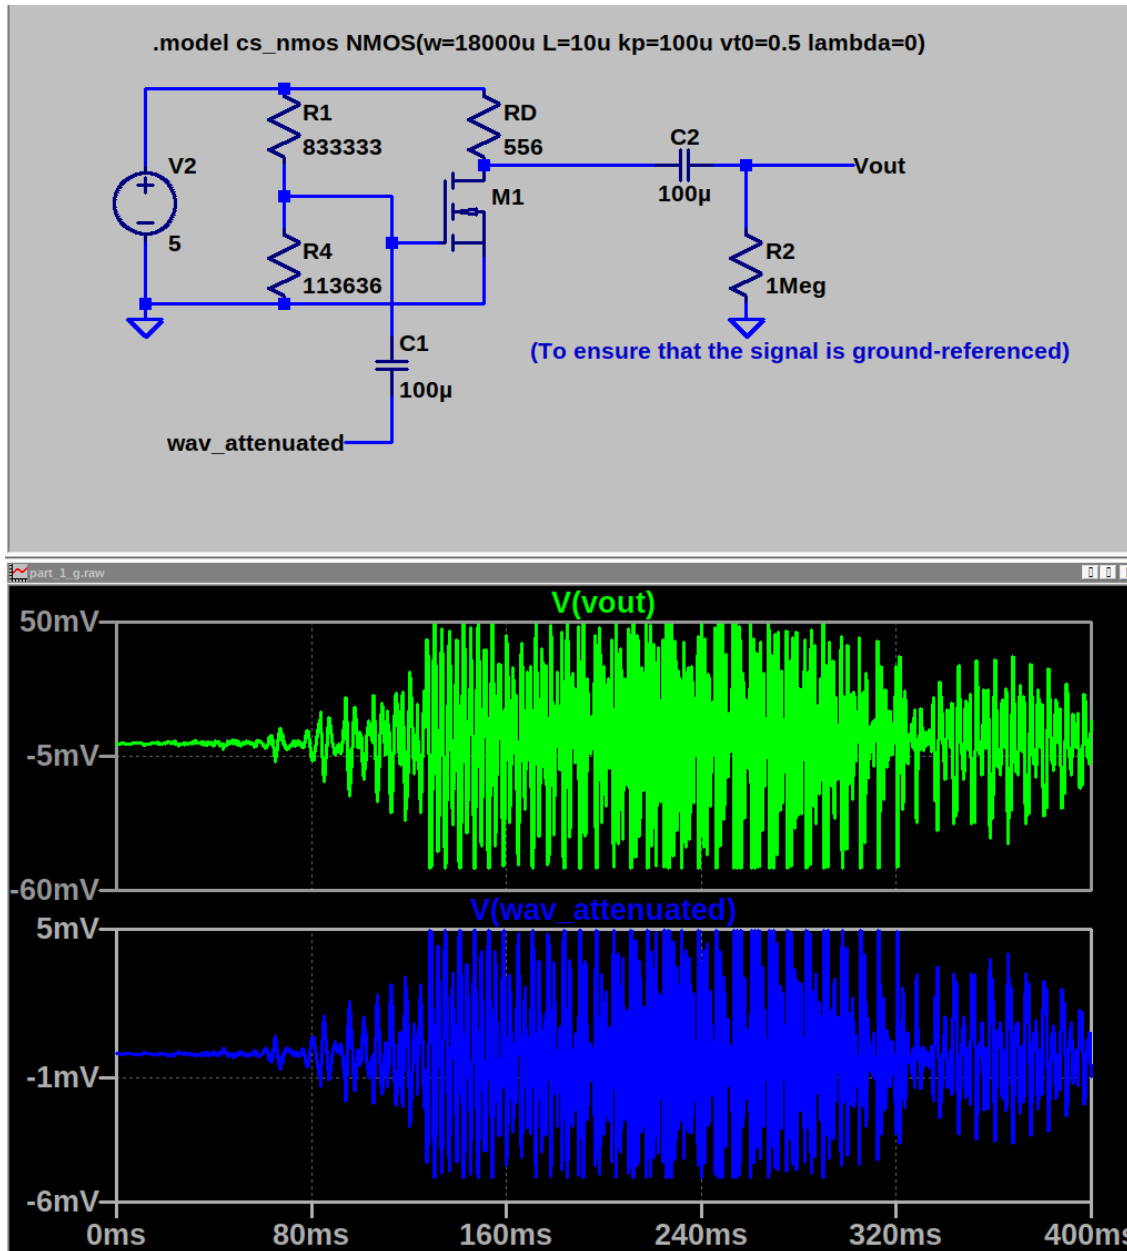 .model cs_nmos NMOS(w=18000u L=10u kp=100u vt0=0.5 lambda=0)
R1
833333
RD
556
C2
100µ
Vout
V2
5
M1
R4
113636
R2
1Meg
C1
100µ
(To ensure that the signal is ground-referenced)
wav_attenuated
part_1_g.raw
V(vout)
50mV
-5mV
-60mV
V(wav_attenuated)
5mV
-1mV
-6mV
0ms 80ms 160ms 240ms 320ms 400ms